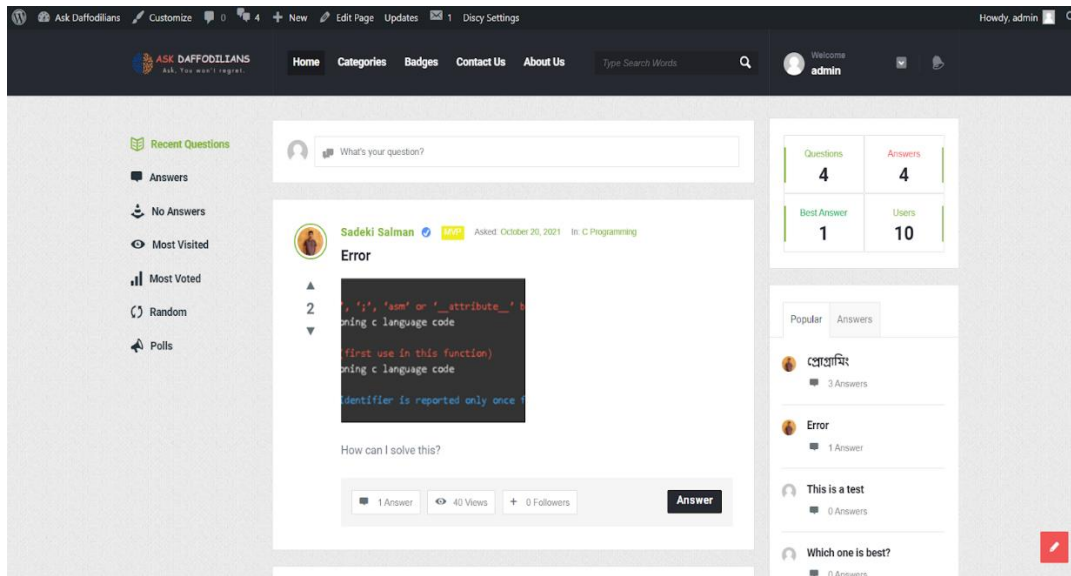 Ask Daffodilians Customize 0 4 + New Edit Page Updates 1 Discy Settings Howdy, admin
ASK DAFFODILIANS
Ask, You won't regret.
Home Categories Badges Contact Us About Us Type Search Words
Welcome
admin
Recent Questions
Answers
No Answers
Most Visited
Most Voted
Random
Polls
What's your question?
Sadeki Salman MVP Asked: October 20, 2021 In: C Programming
Error
2
', ';', 'asm' or '__attribute__' b
oning c language code
(first use in this function)
oning c language code
identifier is reported only once f
How can I solve this?
1 Answer 40 Views + 0 Followers Answer
Questions
4
Answers
4
Best Answer
1
Users
10
Popular Answers
প্রোগ্রামিং
3 Answers
Error
1 Answer
This is a test
0 Answers
Which one is best?
0 Answers